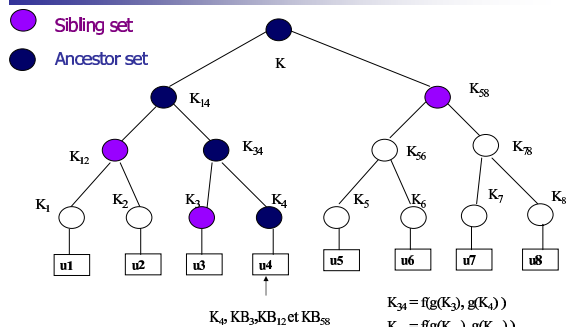 Sibling set
Ancestor set
K
K14
K58
K12
K34
K56
K78
K1
K2
K3
K4
K5
K6
K7
K8
u1
u2
u3
u4
u5
u6
u7
u8
K4, KB3,KB12 et KB58
K34 = f(g(K3), g(K4) )